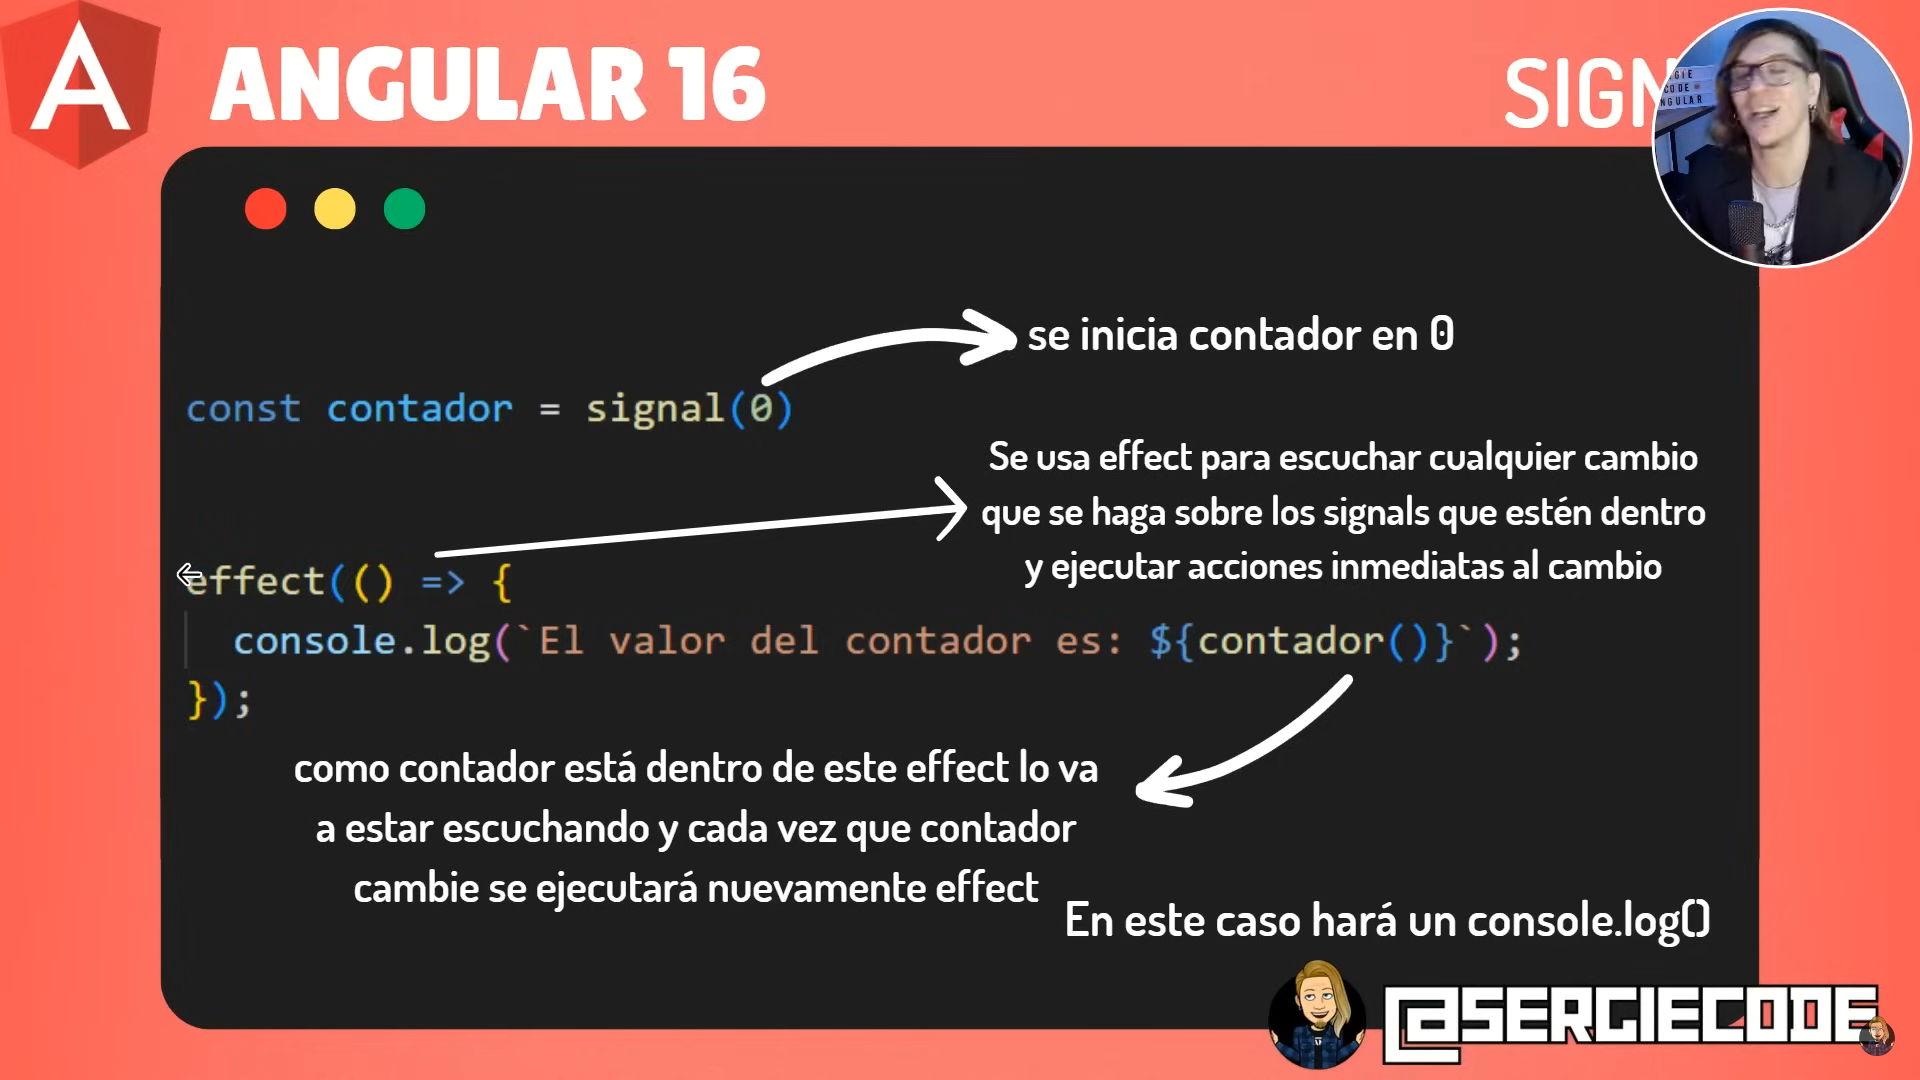 ANGULAR 16
SIGN
GIE
CODE
NGULAR
se inicia contador en 0
const contador = signal(0)
Se usa effect para escuchar cualquier cambio
que se haga sobre los signals que estén dentro
y ejecutar acciones inmediatas al cambio
effect(() => {
console.log(`El valor del contador es: ${contador()}`);
});
como contador está dentro de este effect lo va
a estar escuchando y cada vez que contador
cambie se ejecutará nuevamente effect
En este caso hará un console.log()
@SERGIECODE